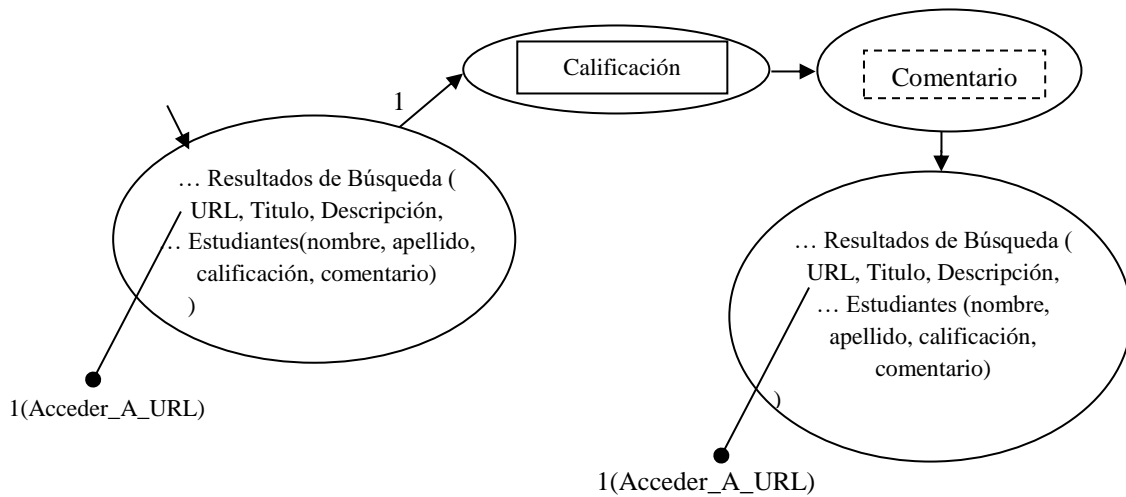 Calificación
Comentario
1
… Resultados de Búsqueda (
URL, Titulo, Descripción,
… Estudiantes(nombre, apellido,
calificación, comentario)
)
1(Acceder_A_URL)
… Resultados de Búsqueda (
URL, Titulo, Descripción,
… Estudiantes (nombre,
apellido, calificación,
comentario)
)
1(Acceder_A_URL)